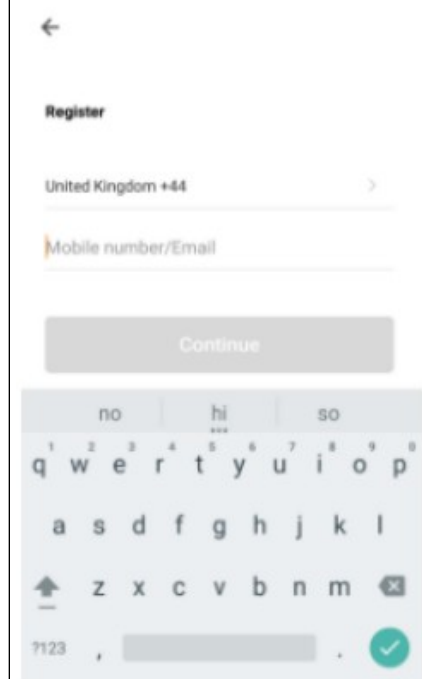 Register
United Kingdom +44
Mobile number/Email
Continue
no hi so
1 2 3 4 5 6 7 8 9 0
q w e r t y u i o p
a s d f g h j k l
z x c v b n m
?123 , .